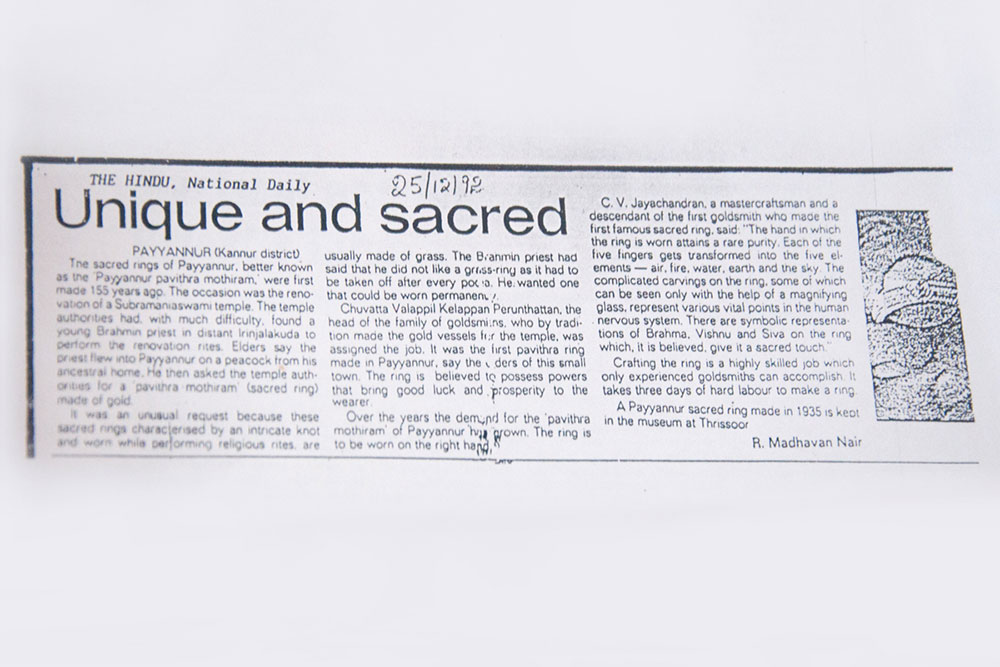 THE HINDU, National Daily
25/12/92
Unique and sacred
PAYYANNUR (Kannur district)
The sacred rings of Payyannur, better known
as the 'Payyannur pavithra mothiram,' were first
made 155 years ago. The occasion was the reno-
vation of a Subramaniaswami temple. The temple
authorities had, with much difficulty, found a
young Brahmin priest in distant Irinjalakuda to
perform the renovation rites. Elders say the
priest flew into Payyannur on a peacock from his
ancestral home. He then asked the temple auth-
orities for a 'pavithra mothiram' (sacred ring)
made of gold.
It was an unusual request because these
sacred rings characterised by an intricate knot
and worn while performing religious rites, are
usually made of grass. The Brahmin priest had
said that he did not like a grass-ring as it had to
be taken off after every pooja. He wanted one
that could be worn permanently.
Chuvatta Valappil Kelappan Perunthattan, the
head of the family of goldsmiths, who by tradi-
tion made the gold vessels for the temple, was
assigned the job. It was the first pavithra ring
made in Payyannur, say the elders of this small
town. The ring is believed to possess powers
that bring good luck and prosperity to the
wearer.
Over the years the demand for the 'pavithra
mothiram' of Payyannur has grown. The ring is
to be worn on the right hand.
C. V. Jayachandran, a mastercraftsman and a
descendant of the first goldsmith who made the
first famous sacred ring, said: "The hand in which
the ring is worn attains a rare purity. Each of the
five fingers gets transformed into the five el-
ements — air, fire, water, earth and the sky. The
complicated carvings on the ring, some of which
can be seen only with the help of a magnifying
glass, represent various vital points in the human
nervous system. There are symbolic representa-
tions of Brahma, Vishnu and Siva on the ring
which, it is believed, give it a sacred touch."
Crafting the ring is a highly skilled job which
only experienced goldsmiths can accomplish. It
takes three days of hard labour to make a ring.
A Payyannur sacred ring made in 1935 is kept
in the museum at Thrissoor
R. Madhavan Nair